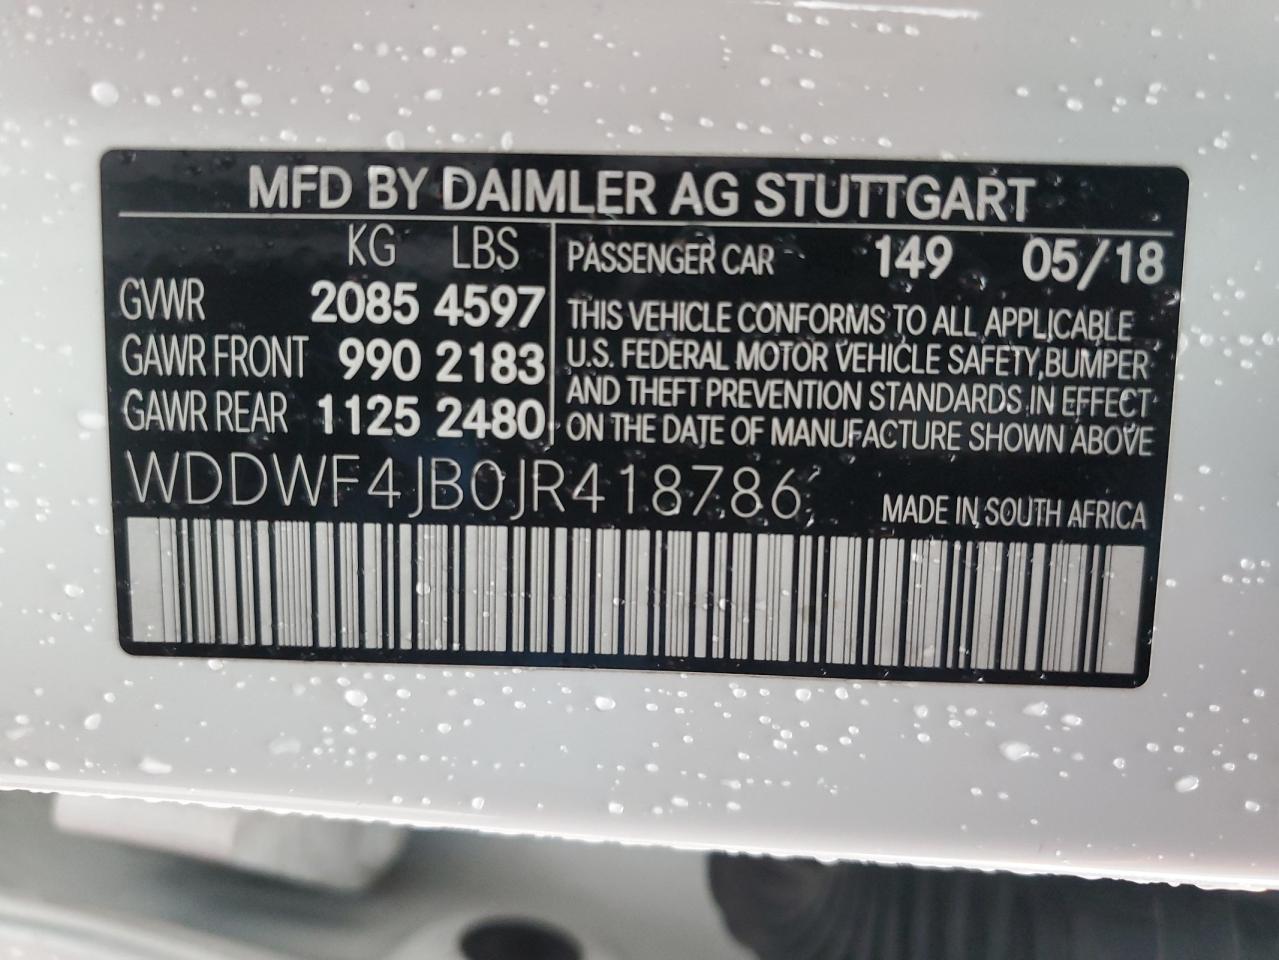 MFD BY DAIMLER AG STUTTGART
KG LBS
GVWR 2085 4597
GAWR FRONT 990 2183
GAWR REAR 1125 2480
PASSENGER CAR 149 05/18
THIS VEHICLE CONFORMS TO ALL APPLICABLE
U.S. FEDERAL MOTOR VEHICLE SAFETY, BUMPER
AND THEFT PREVENTION STANDARDS IN EFFECT
ON THE DATE OF MANUFACTURE SHOWN ABOVE
WDDWF4JB0JR418786
MADE IN SOUTH AFRICA